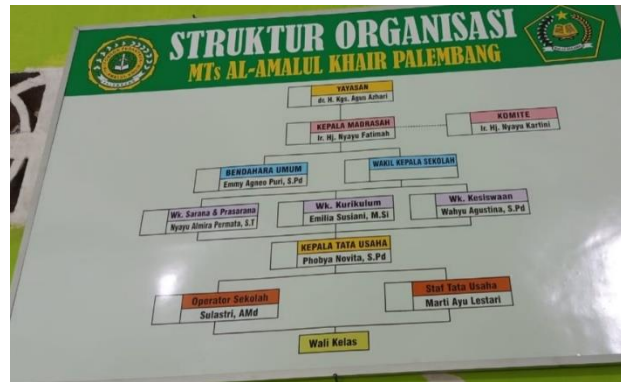 STRUKTUR ORGANISASI
MTs AL-AMALUL KHAIR PALEMBANG
YAYASAN
dr. H. Kgs. Agus Azhari
KEPALA MADRASAH
Ir. Hj. Nyayu Fatimah
KOMITE
Ir. Hj. Nyayu Kartini
BENDAHARA UMUM
Emmy Agneo Puri, S.Pd
WAKIL KEPALA SEKOLAH
Wk. Sarana & Prasarana
Nyayu Almira Permata, S.T
Wk. Kurikulum
Emilia Susiani, M.Si
Wk. Kesiswaan
Wahyu Agustina, S.Pd
KEPALA TATA USAHA
Phobya Novita, S.Pd
Operator Sekolah
Sulastri, AMd
Staf Tata Usaha
Marti Ayu Lestari
Wali Kelas